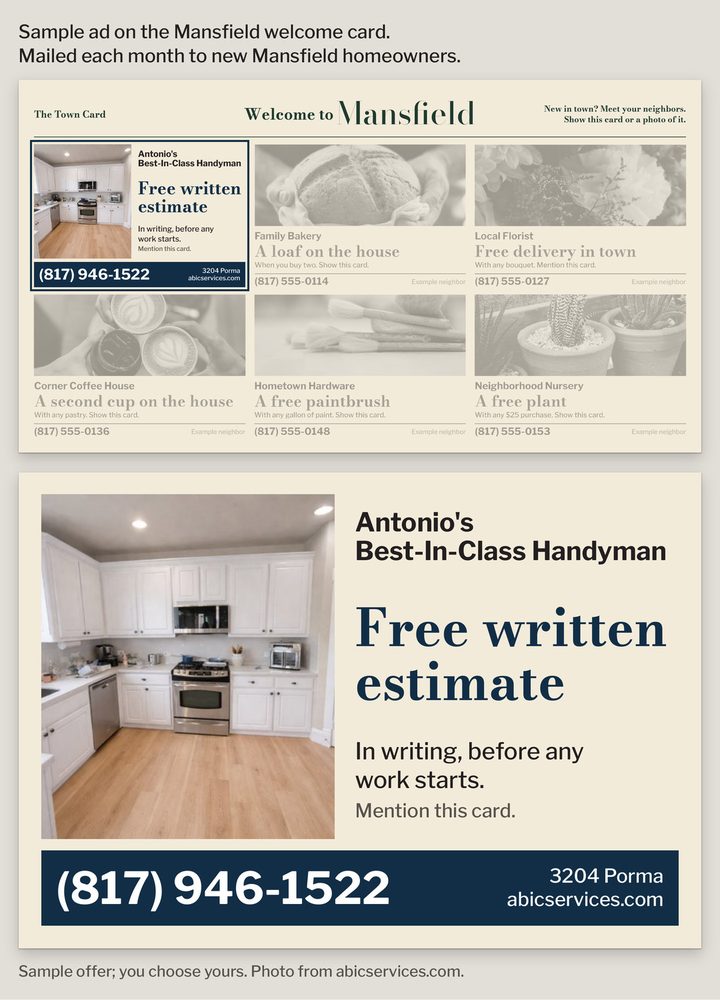 Sample ad on the Mansfield welcome card.
Mailed each month to new Mansfield homeowners.
The Town Card
Welcome to Mansfield
New in town? Meet your neighbors.
Show this card or a photo of it.
Antonio's
Best-In-Class Handyman
Free written
estimate
In writing, before any
work starts.
Mention this card.
(817) 946-1522
3204 Porma
abicservices.com
Family Bakery
A loaf on the house
When you buy two. Show this card.
(817) 555-0114
Example neighbor
Local Florist
Free delivery in town
With any bouquet. Mention this card.
(817) 555-0127
Example neighbor
Corner Coffee House
A second cup on the house
With any pastry. Show this card.
(817) 555-0136
Example neighbor
Hometown Hardware
A free paintbrush
With any gallon of paint. Show this card.
(817) 555-0148
Example neighbor
Neighborhood Nursery
A free plant
With any $25 purchase. Show this card.
(817) 555-0153
Example neighbor
Antonio's
Best-In-Class Handyman
Free written
estimate
In writing, before any
work starts.
Mention this card.
(817) 946-1522
3204 Porma
abicservices.com
Sample offer; you choose yours. Photo from abicservices.com.